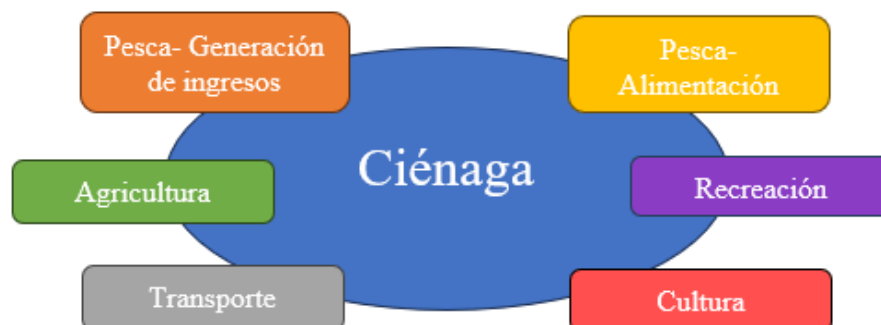 Pesca- Generación
de ingresos
Pesca-
Alimentación
Ciénaga
Agricultura
Recreación
Transporte
Cultura